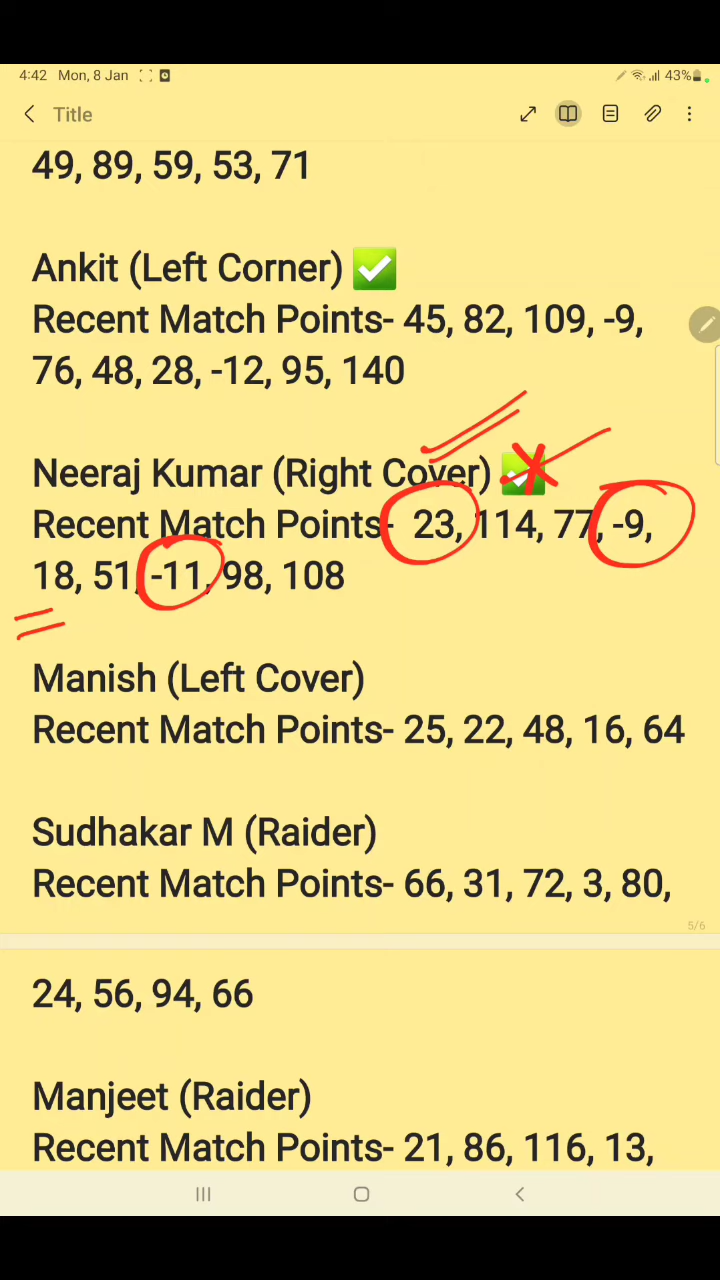 4:42 Mon, 8 Jan 43%
Title
49, 89, 59, 53, 71
Ankit (Left Corner) ✅
Recent Match Points- 45, 82, 109, -9,
76, 48, 28, -12, 95, 140
Neeraj Kumar (Right Cover) ✅
Recent Match Points- 23, 114, 77, -9,
18, 51, -11, 98, 108
Manish (Left Cover)
Recent Match Points- 25, 22, 48, 16, 64
Sudhakar M (Raider)
Recent Match Points- 66, 31, 72, 3, 80,
5/6
24, 56, 94, 66
Manjeet (Raider)
Recent Match Points- 21, 86, 116, 13,